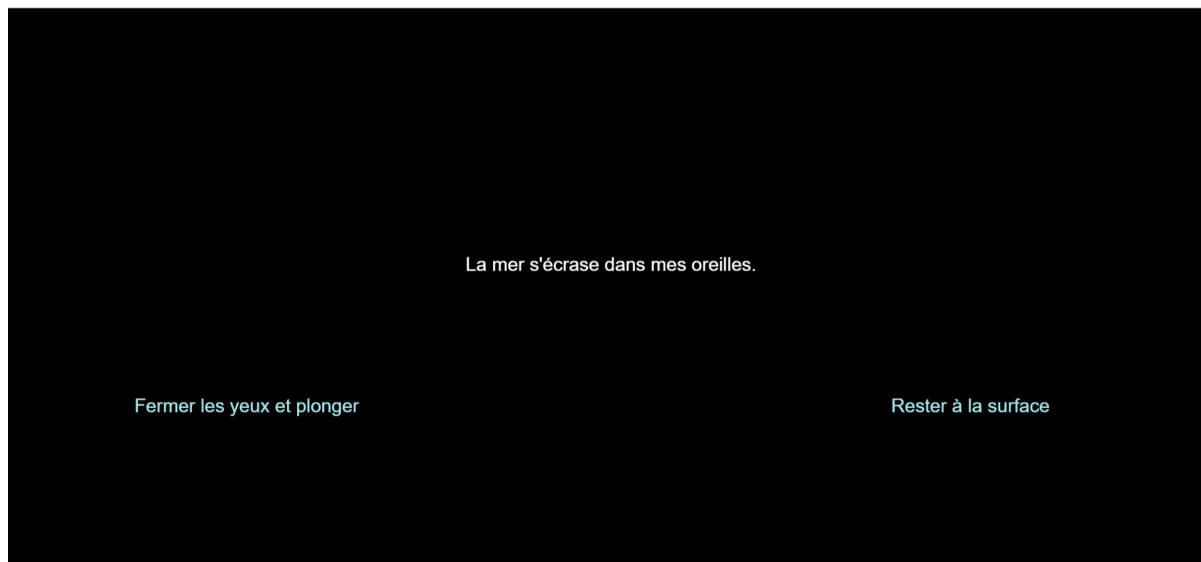 La mer s'écrase dans mes oreilles.
Fermer les yeux et plonger
Rester à la surface